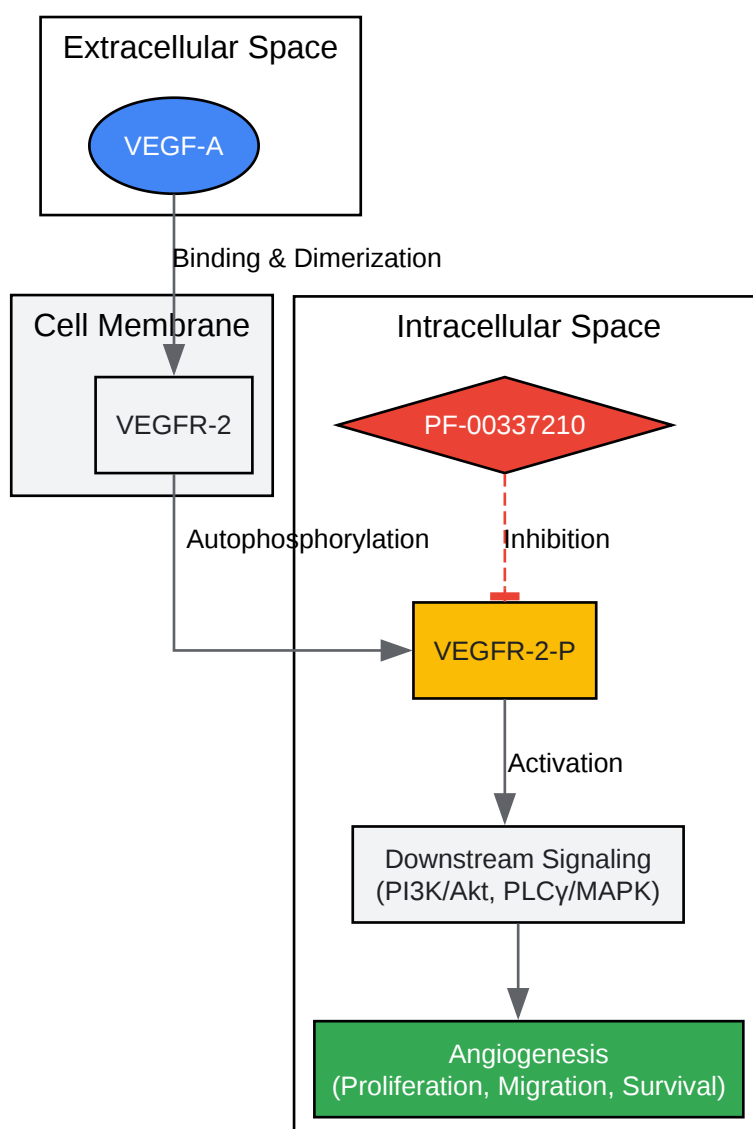 Extracellular Space
VEGF-A
Binding & Dimerization
Cell Membrane
Intracellular Space
VEGFR-2
PF-00337210
Autophosphorylation
Inhibition
VEGFR-2-P
Activation
Downstream Signaling
(PI3K/Akt, PLCγ/MAPK)
Angiogenesis
(Proliferation, Migration, Survival)